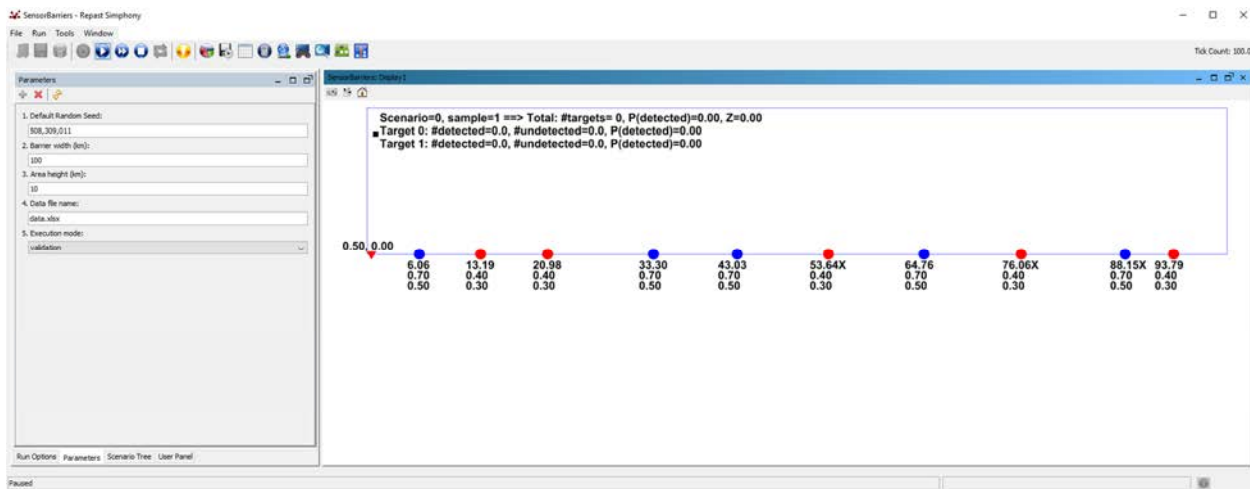 SensorBarriers - Repast Simphony
File Run Tools Window
Tick Count: 100.0
Parameters
1. Default Random Seed:
508,309,011
2. Barrier width (km):
100
3. Area height (km):
10
4. Data file name:
data.xlsx
5. Execution mode:
validation
Run Options Parameters Scenario Tree User Panel
Paused
SensorBarriers: Display1
Scenario=0, sample=1 ==> Total: #targets= 0, P(detected)=0.00, Z=0.00
Target 0: #detected=0.0, #undetected=0.0, P(detected)=0.00
Target 1: #detected=0.0, #undetected=0.0, P(detected)=0.00
0.50, 0.00
6.06 13.19 20.98 33.30 43.03 53.64X 64.76 76.06X 88.15X 93.79
0.70 0.40 0.40 0.70 0.70 0.40 0.70 0.40 0.70 0.40
0.50 0.30 0.30 0.50 0.50 0.30 0.50 0.30 0.50 0.30